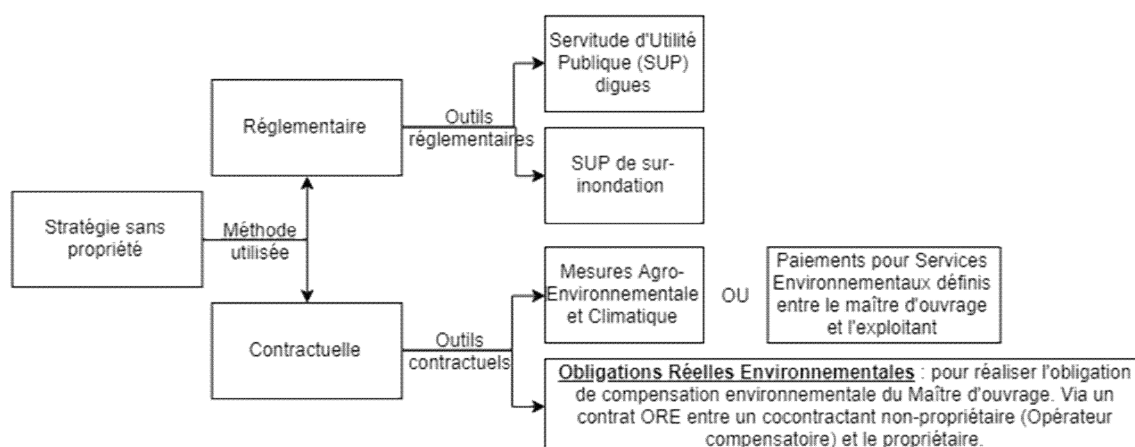 Stratégie sans
propriété
Méthode
utilisée
Réglementaire
Outils
réglementaires
Servitude d'Utilité
Publique (SUP)
digues
SUP de sur-
inondation
Contractuelle
Outils
contractuels
Mesures Agro-
Environnementale
et Climatique
OU
Paiements pour Services
Environnementaux définis
entre le maître d'ouvrage
et l'exploitant
Obligations Réelles Environnementales : pour réaliser l'obligation
de compensation environnementale du Maître d'ouvrage. Via un
contrat ORE entre un cocontractant non-propriétaire (Opérateur
compensatoire) et le propriétaire.